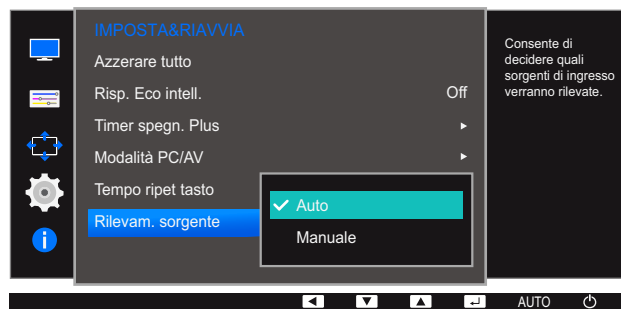 IMPOSTA&RIAVVIA
Azzerare tutto
Risp. Eco intell. Off
Timer spegn. Plus
Modalità PC/AV
Tempo ripet tasto
Rilevam. sorgente
Auto
Manuale
Consente di
decidere quali
sorgenti di ingresso
verranno rilevate.
AUTO